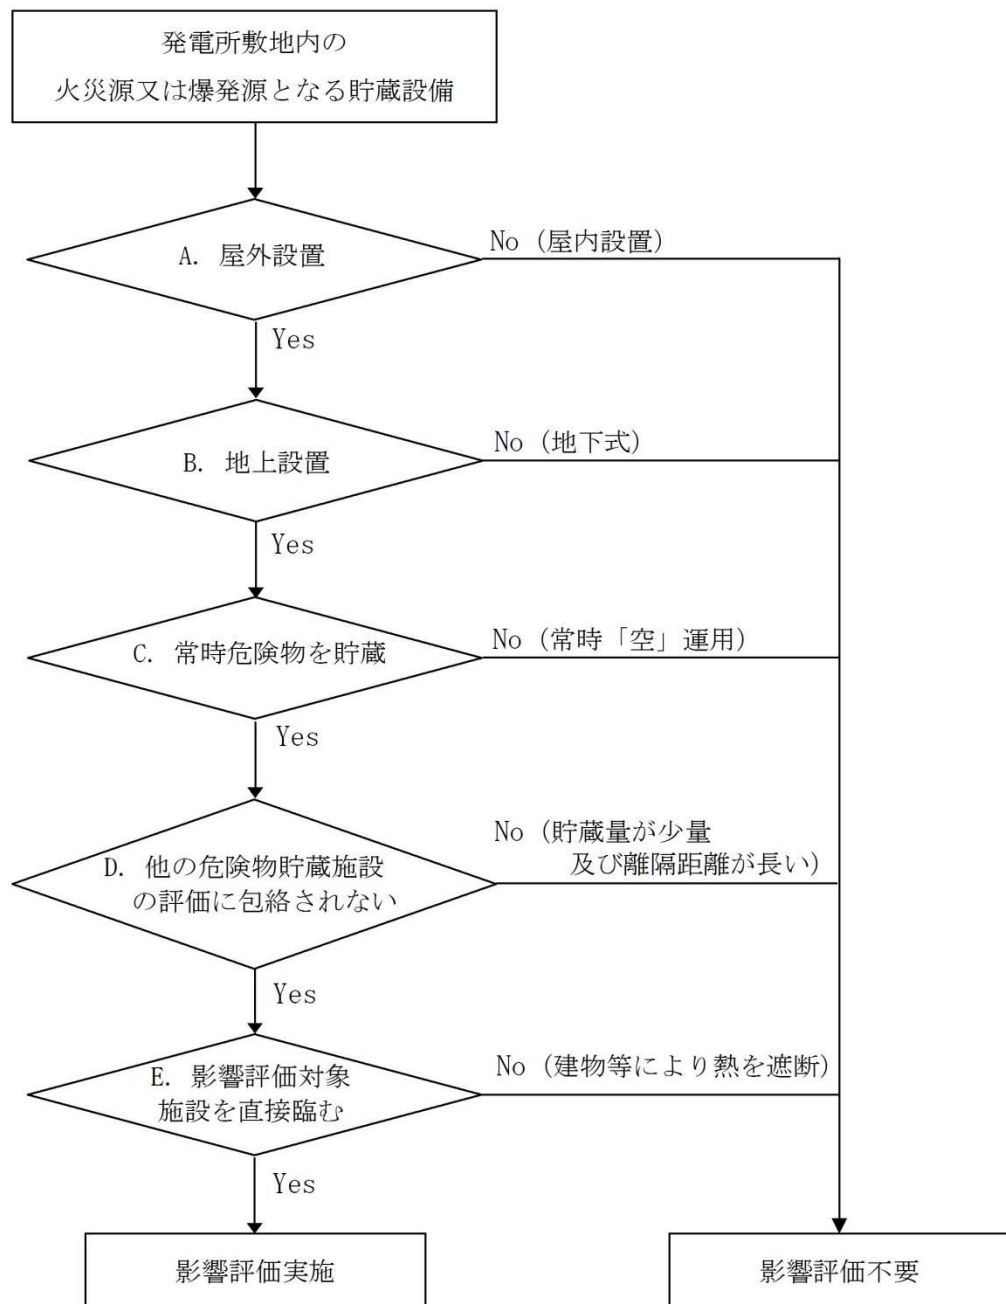 発電所敷地内の
火災源又は爆発源となる貯蔵設備
A. 屋外設置
No (屋内設置)
Yes
B. 地上設置
No (地下式)
Yes
C. 常時危険物を貯蔵
No (常時「空」運用)
Yes
D. 他の危険物貯蔵施設
の評価に包絡されない
No (貯蔵量が少量
及び離隔距離が長い)
Yes
E. 影響評価対象
施設を直接臨む
No (建物等により熱を遮断)
Yes
影響評価実施
影響評価不要